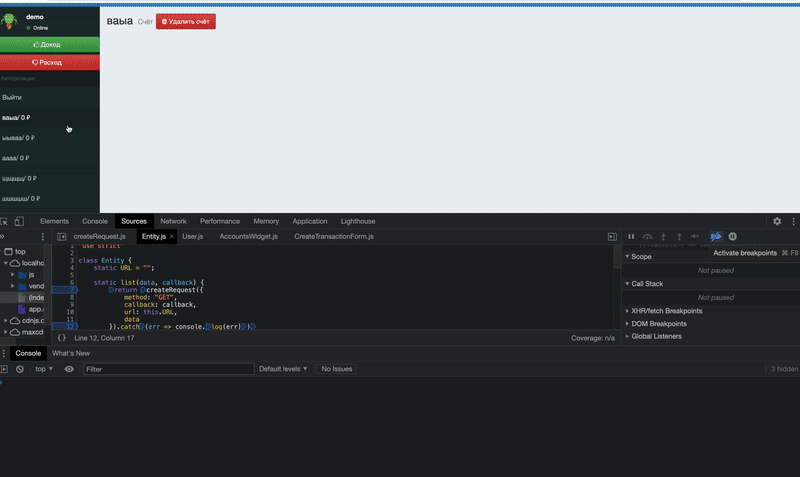 demo
Online
ваыа Счёт Удалить счёт
Доход
Расход
Авторизация
Выйти
ваыа/ 0 ₽
ыываа/ 0 ₽
аааа/ 0 ₽
щцццщ/ 0 ₽
шшшшш/ 0 ₽
Elements Console Sources Network Performance Memory Application Lighthouse
createRequest.js Entity.js User.js AccountsWidget.js CreateTransactionForm.js
top
localho
js
vend
(inde
app.
cdnjs.c
maxcd
1 "use strict"
2
3 class Entity {
4 static URL = "";
5
6 static list(data, callback) {
7 return createRequest({
8 method: "GET",
9 callback: callback,
10 url: this.URL,
11 data
12 }).catch (err => console. log(err) )
{} Line 12, Column 17 Coverage: n/a
Activate breakpoints ⌘ F8
Scope
Not paused
Call Stack
Not paused
XHR/fetch Breakpoints
DOM Breakpoints
Global Listeners
Console What's New
top Filter Default levels No Issues 3 hidden